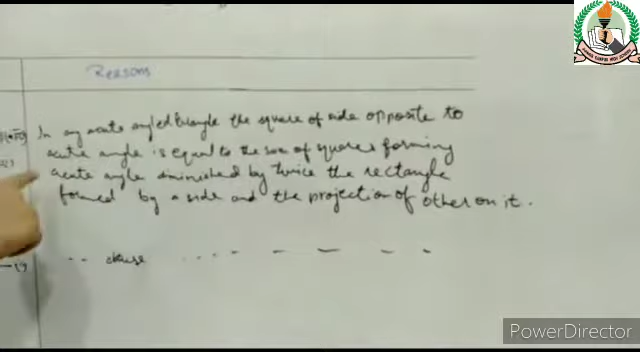 Reasons
In any acute angled triangle the square of side opposite to
acute angle is equal to the sum of squares forming
acute angle diminished by twice the rectangle
formed by a side and the projection of other on it.
PowerDirector